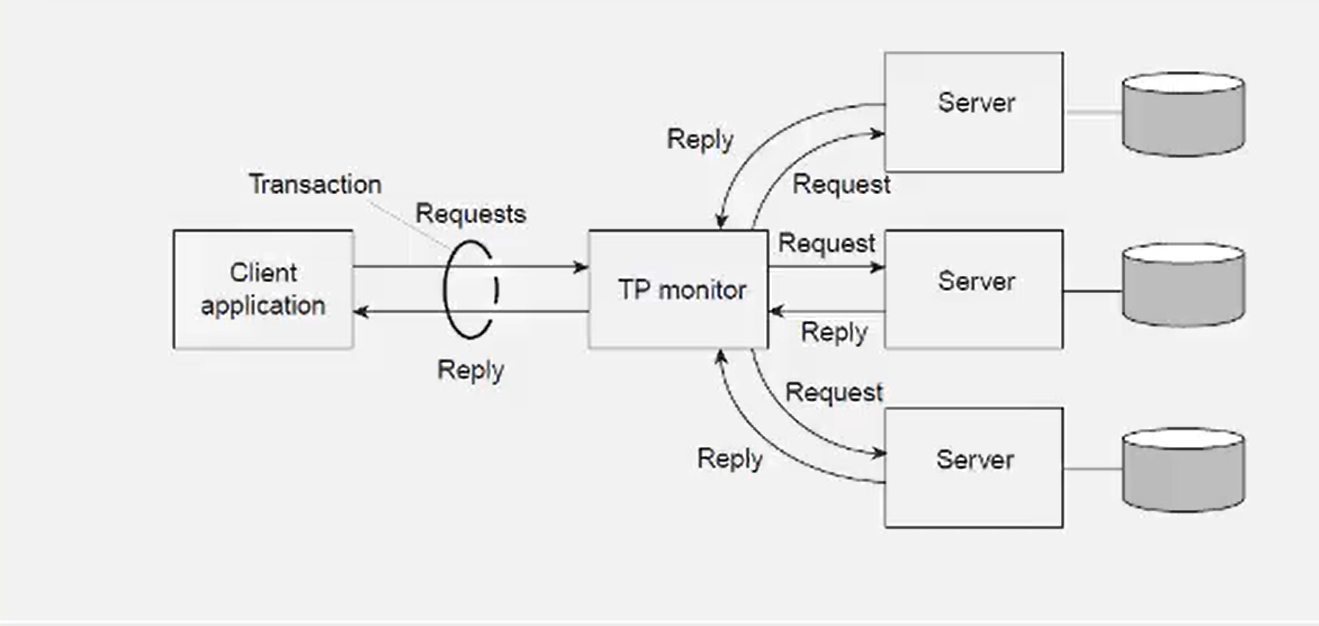 Server
Reply
Transaction
Request
Requests
Request
Client
application
TP monitor
Server
Reply
Reply
Request
Reply
Server